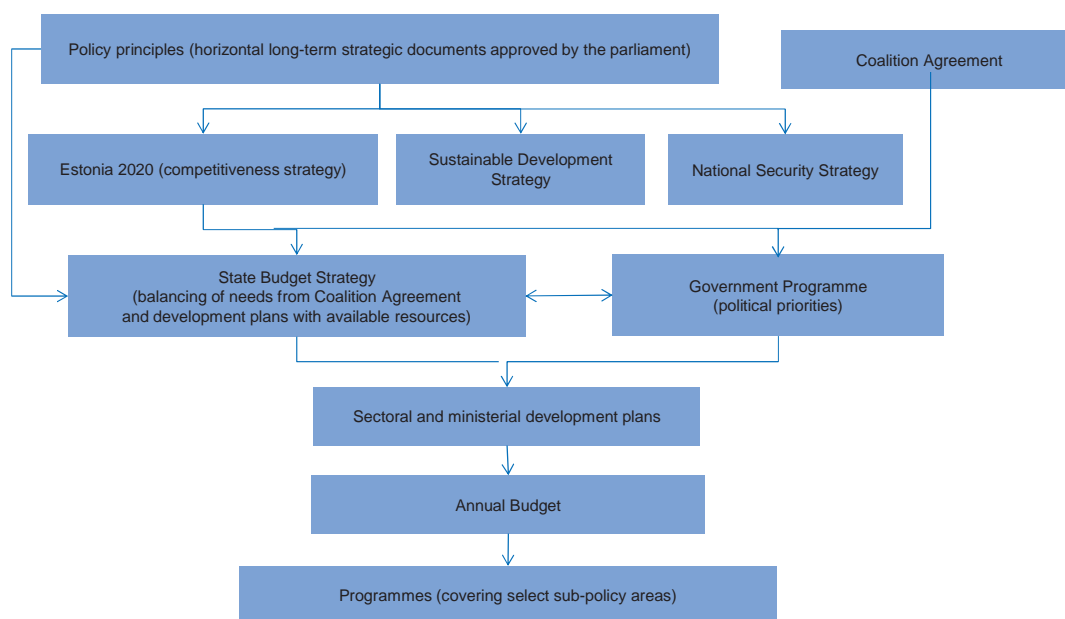 Policy principles (horizontal long-term strategic documents approved by the parliament)
Coalition Agreement
Estonia 2020 (competitiveness strategy)
Sustainable Development
Strategy
National Security Strategy
State Budget Strategy
(balancing of needs from Coalition Agreement
and development plans with available resources)
Government Programme
(political priorities)
Sectoral and ministerial development plans
Annual Budget
Programmes (covering select sub-policy areas)